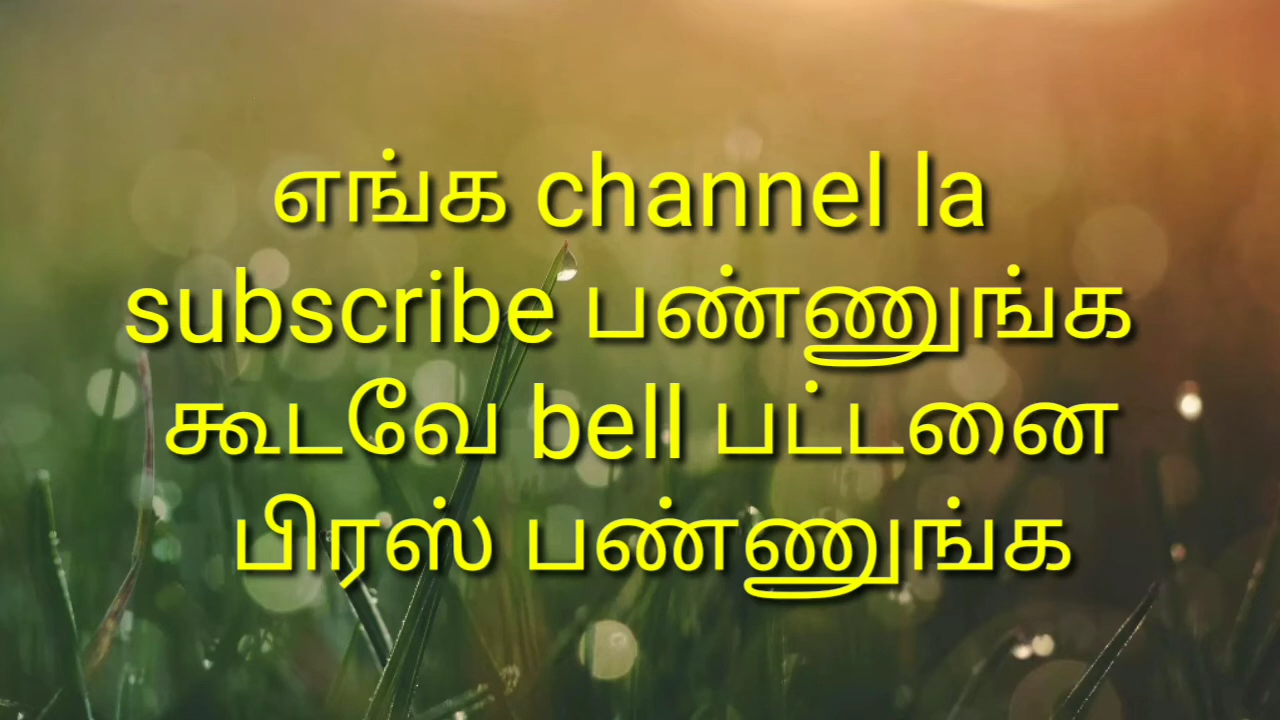 எங்க channel la
subscribe பண்ணுங்க
கூடவே bell பட்டனை
பிரஸ் பண்ணுங்க